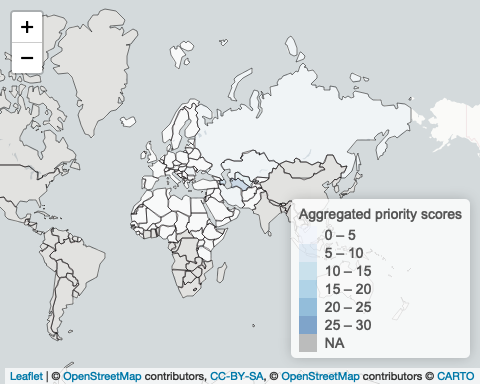 +
−
Aggregated priority scores
0 – 5
5 – 10
10 – 15
15 – 20
20 – 25
25 – 30
NA
Leaflet | © OpenStreetMap contributors, CC-BY-SA, © OpenStreetMap contributors © CARTO